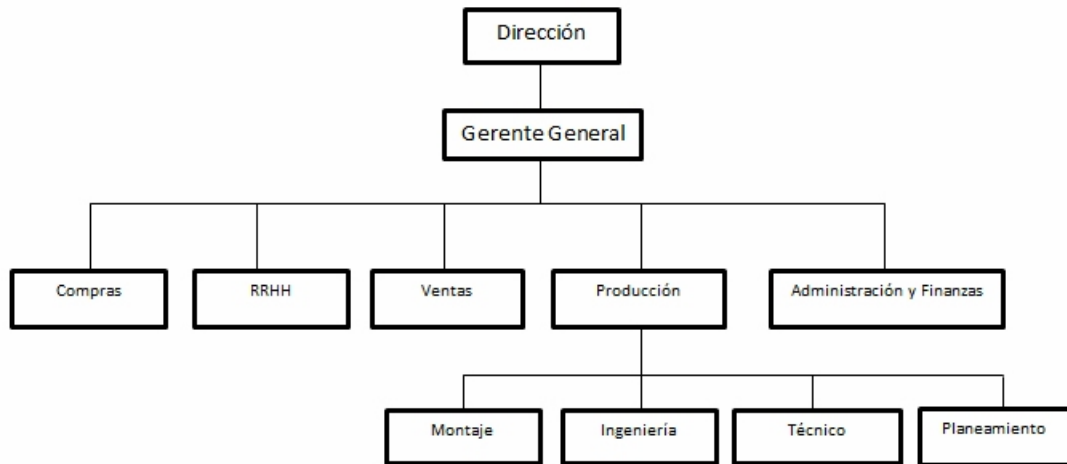 Dirección
Gerente General
Compras
RRHH
Ventas
Producción
Administración y Finanzas
Montaje
Ingeniería
Técnico
Planeamiento